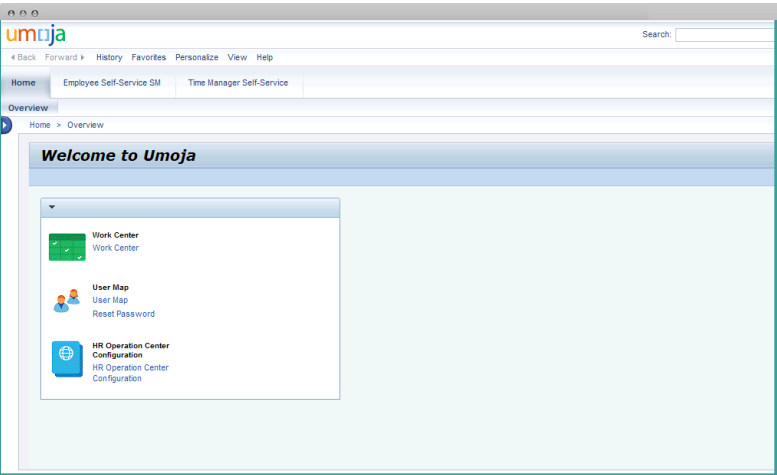 umoja
Search:
Back Forward History Favorites Personalize View Help
Home Employee Self-Service SM Time Manager Self-Service
Overview
Home > Overview
Welcome to Umoja
Work Center
Work Center
User Map
User Map
Reset Password
HR Operation Center
Configuration
HR Operation Center
Configuration